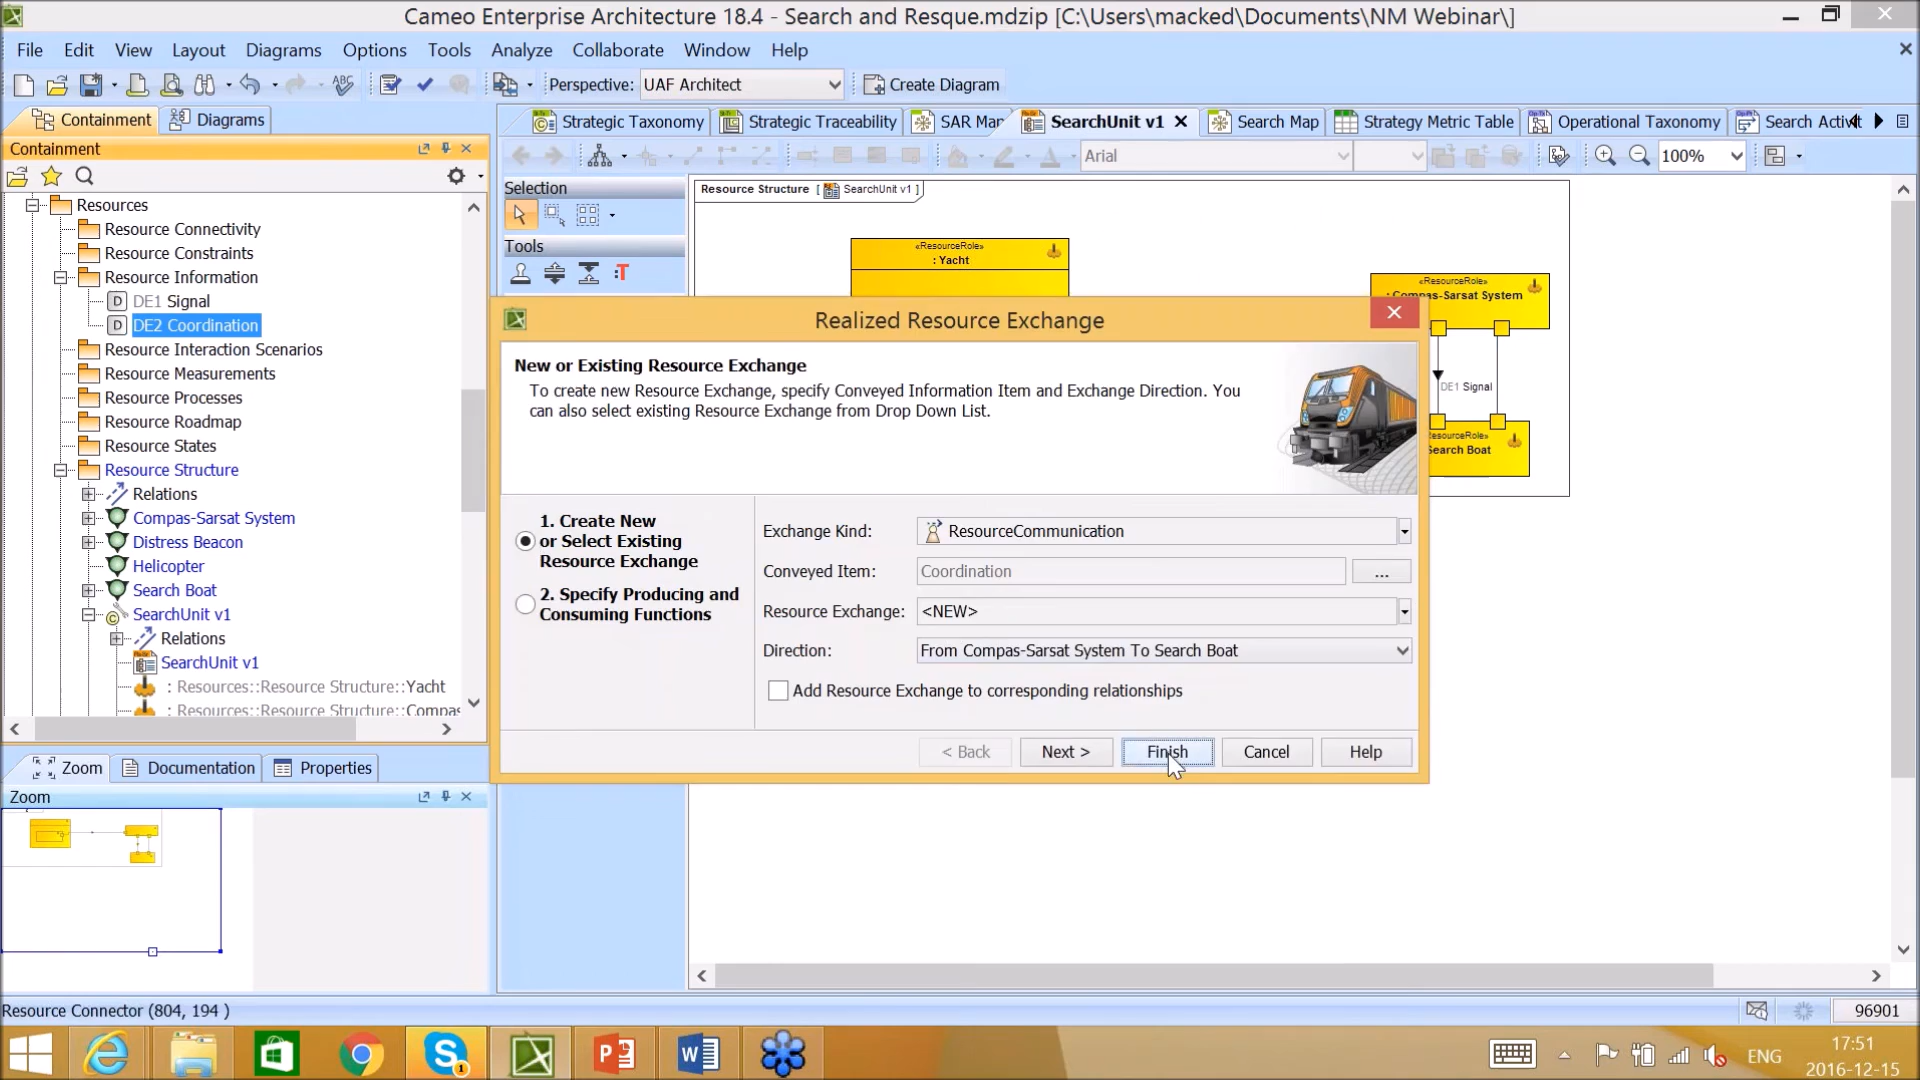 Cameo Enterprise Architecture 18.4 - Search and Resque.mdzip [C:\Users\macked\Documents\NM Webinar\]
File Edit View Layout Diagrams Options Tools Analyze Collaborate Window Help
Perspective: UAF Architect Create Diagram
Containment Diagrams
Strategic Taxonomy Strategic Traceability SAR Map SearchUnit v1 Search Map Strategy Metric Table Operational Taxonomy Search Activit
Containment
Arial 100%
Selection
Tools
Resources
Resource Connectivity
Resource Constraints
Resource Information
DE1 Signal
DE2 Coordination
Resource Interaction Scenarios
Resource Measurements
Resource Processes
Resource Roadmap
Resource States
Resource Structure
Relations
Compas-Sarsat System
Distress Beacon
Helicopter
Search Boat
SearchUnit v1
Relations
SearchUnit v1
: Resources::Resource Structure::Yacht
: Resources::Resource Structure::Compas
Resource Structure [ SearchUnit v1 ]
«ResourceRole»
: Yacht
«ResourceRole»
: Compas-Sarsat System
DE1 Signal
esourceRole»
Search Boat
Realized Resource Exchange
New or Existing Resource Exchange
To create new Resource Exchange, specify Conveyed Information Item and Exchange Direction. You
can also select existing Resource Exchange from Drop Down List.
1. Create New
or Select Existing
Resource Exchange
2. Specify Producing and
Consuming Functions
Exchange Kind: ResourceCommunication
Conveyed Item: Coordination ...
Resource Exchange: <NEW>
Direction: From Compas-Sarsat System To Search Boat
Add Resource Exchange to corresponding relationships
< Back Next > Finish Cancel Help
Zoom Documentation Properties
Zoom
Resource Connector (804, 194 )
96901
ENG
17:51
2016-12-15